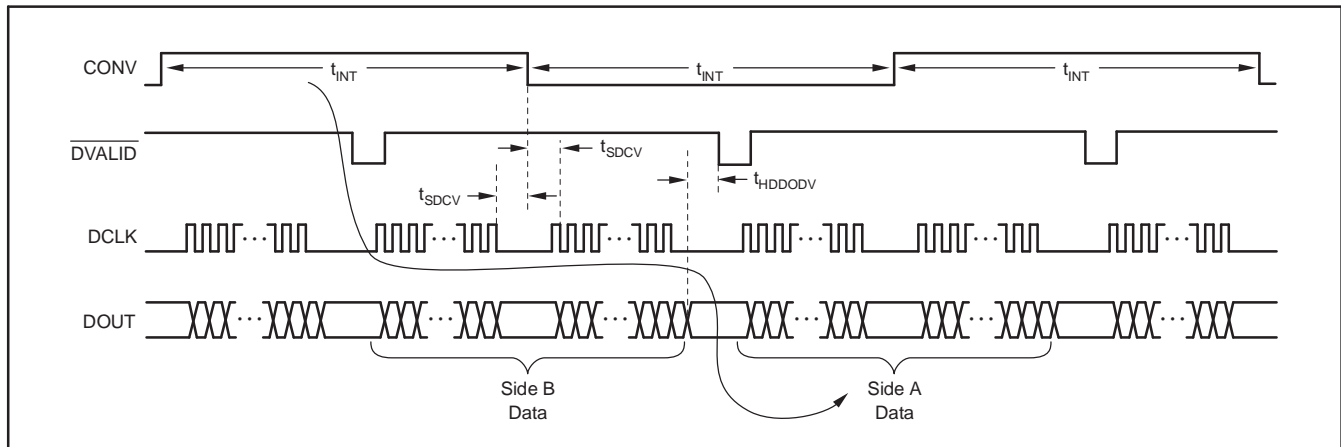 CONV
t_INT
t_INT
t_INT
DVALID
t_SDCV
t_SDCV
t_HDDODV
DCLK
...
...
...
...
...
...
DOUT
...
...
...
...
...
...
Side B
Data
Side A
Data